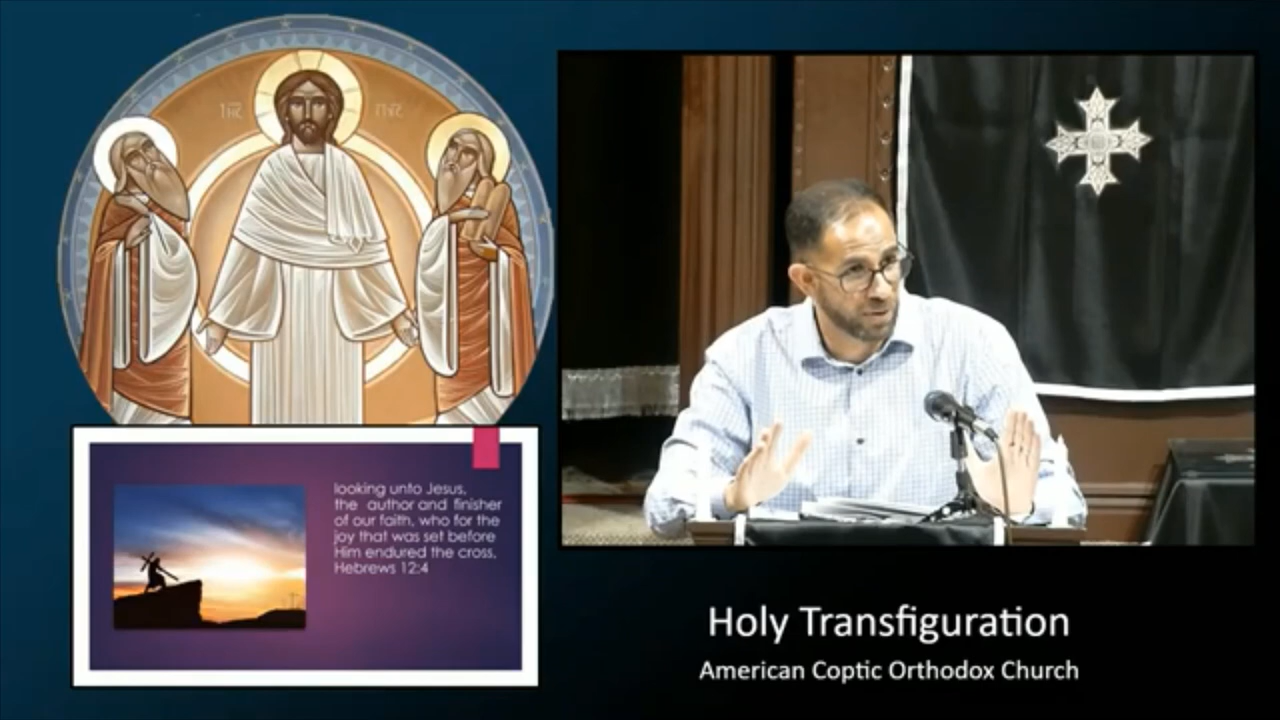 looking unto Jesus,
the author and finisher
of our faith, who for the
joy that was set before
Him endured the cross.
Hebrews 12:4
Holy Transfiguration
American Coptic Orthodox Church